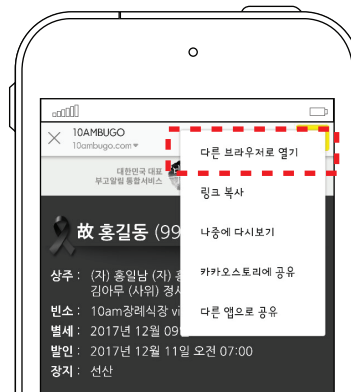 10AMBUGO
10ambugo.com
대한민국 대표
부고알림 통합서비스
다른 브라우저로 열기
링크 복사
나중에 다시보기
카카오스토리에 공유
다른 앱으로 공유
故 홍길동 (99
상주 : (자) 홍일남 (자)
김아무 (사위) 정
빈소 : 10am장례식장 vi
별세 : 2017년 12월 09
발인 : 2017년 12월 11일 오전 07:00
장지 : 선산